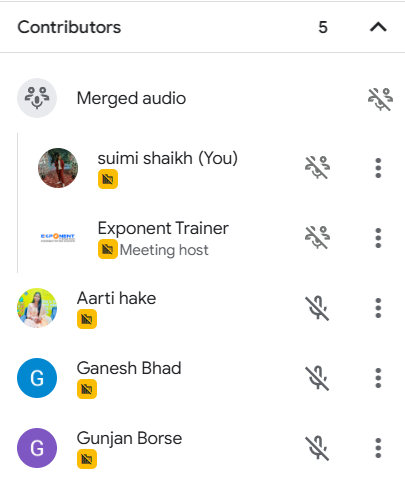 Contributors 5
Merged audio
suimi shaikh (You)
EXPONENT
Exponent Trainer
Meeting host
Aarti hake
G Ganesh Bhad
G Gunjan Borse